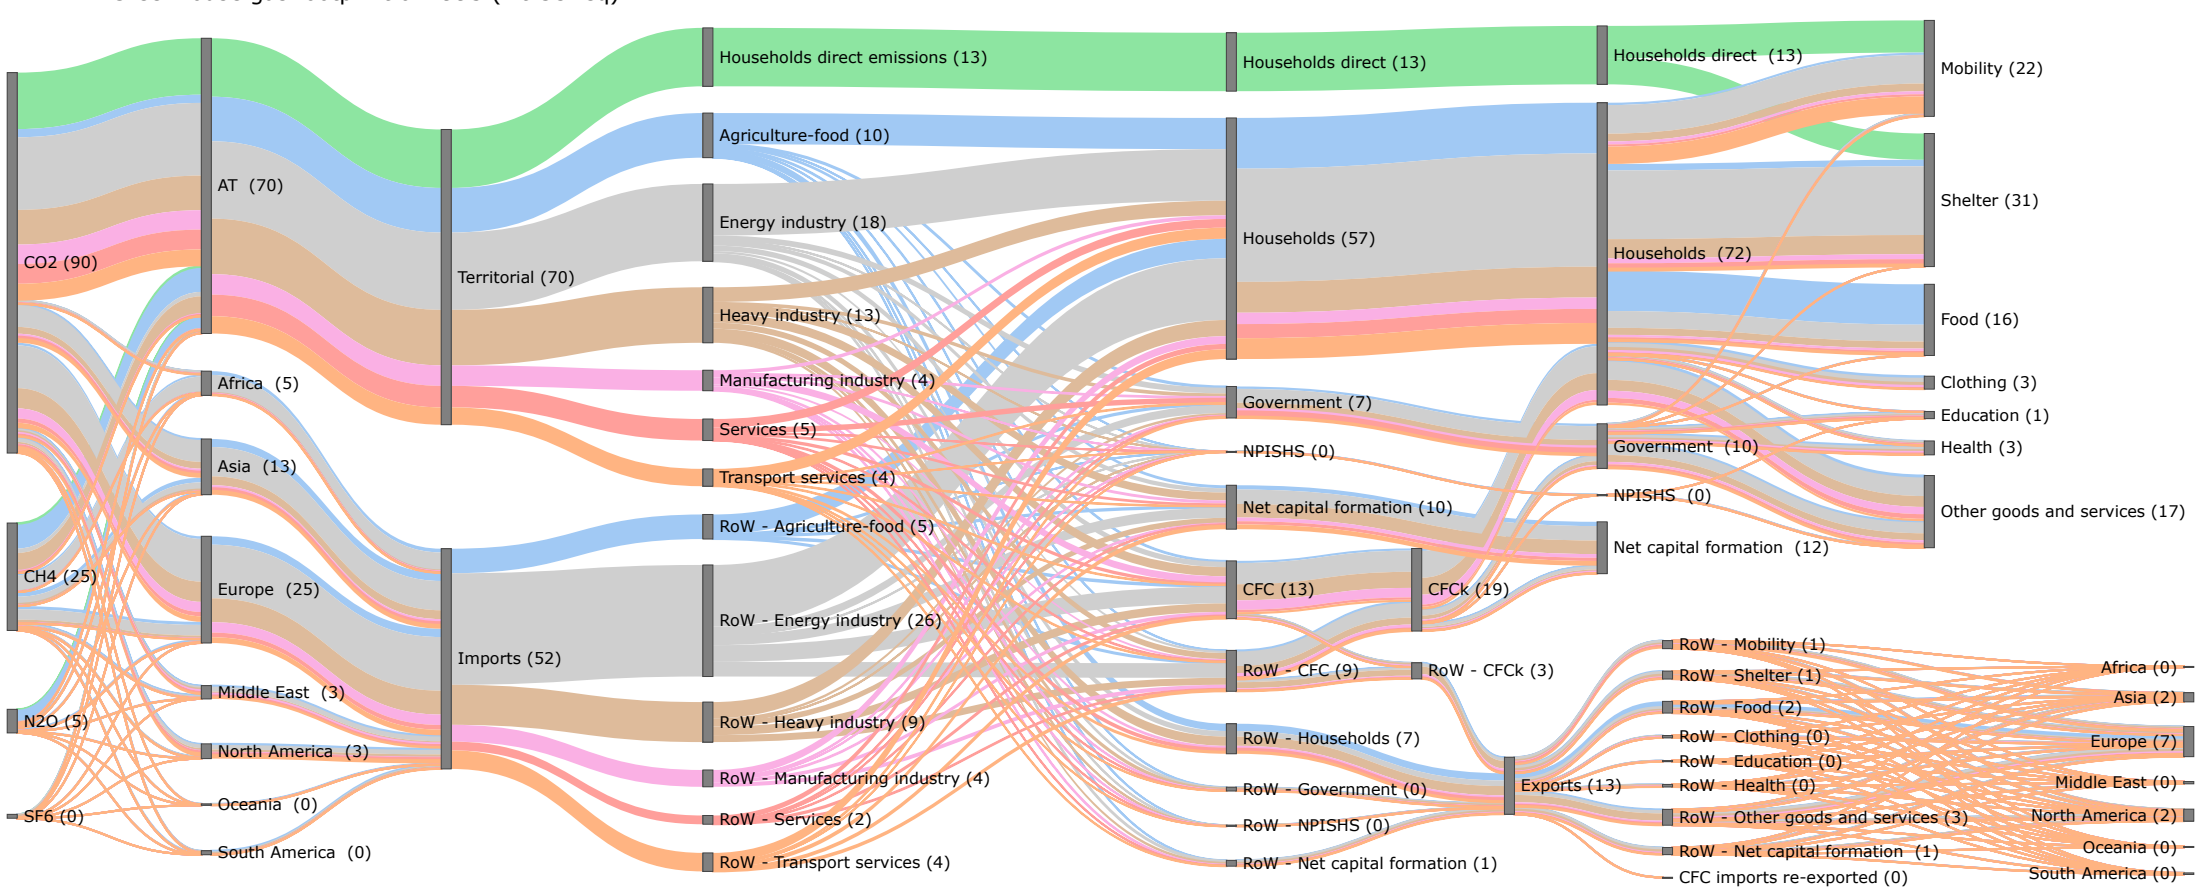 CO2 (90)
CH4 (25)
N2O (5)
SF6 (0)
AT (70)
Africa (5)
Asia (13)
Europe (25)
Middle East (3)
North America (3)
Oceania (0)
South America (0)
Territorial (70)
Imports (52)
Households direct emissions (13)
Agriculture-food (10)
Energy industry (18)
Heavy industry (13)
Manufacturing industry (4)
Services (5)
Transport services (4)
RoW - Agriculture-food (5)
RoW - Energy industry (26)
RoW - Heavy industry (9)
RoW - Manufacturing industry (4)
RoW - Services (2)
RoW - Transport services (4)
Households direct (13)
Households (57)
Government (7)
NPISHS (0)
Net capital formation (10)
CFC (13)
RoW - CFC (9)
RoW - Households (7)
RoW - Government (0)
RoW - NPISHS (0)
RoW - Net capital formation (1)
CFCk (19)
RoW - CFCk (3)
Exports (13)
Households direct (13)
Households (72)
Government (10)
NPISHS (0)
Net capital formation (12)
RoW - Mobility (1)
RoW - Shelter (1)
RoW - Food (2)
RoW - Clothing (0)
RoW - Education (0)
RoW - Health (0)
RoW - Other goods and services (3)
RoW - Net capital formation (1)
CFC imports re-exported (0)
Mobility (22)
Shelter (31)
Food (16)
Clothing (3)
Education (1)
Health (3)
Other goods and services (17)
Africa (0)
Asia (2)
Europe (7)
Middle East (0)
North America (2)
Oceania (0)
South America (0)